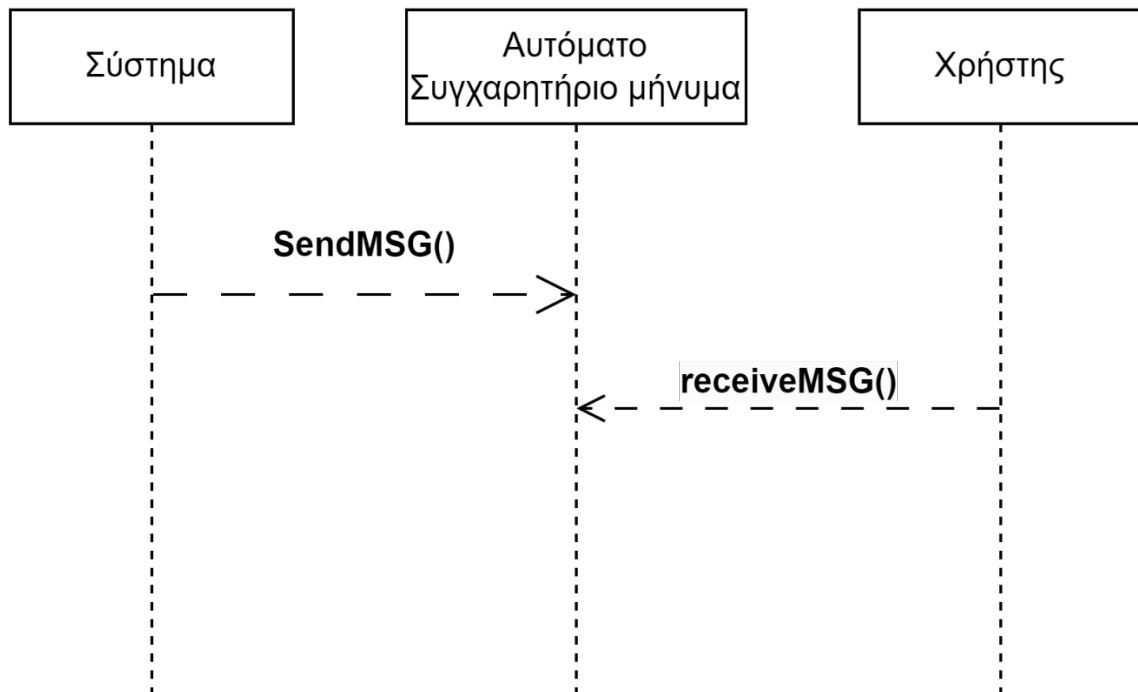 Σύστημα
Αυτόματο
Συγχαρητήριο μήνυμα
Χρήστης
SendMSG()
receiveMSG()